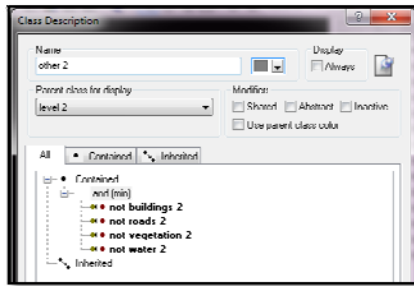 Class Description
Name
Display
other 2
Always
Parent class for display
Modifiers
level 2
Shared
Abstract
Inactive
Use parent class color
All
Contained
Inherited
Contained
and (min)
not buildings 2
not roads 2
not vegetation 2
not water 2
Inherited